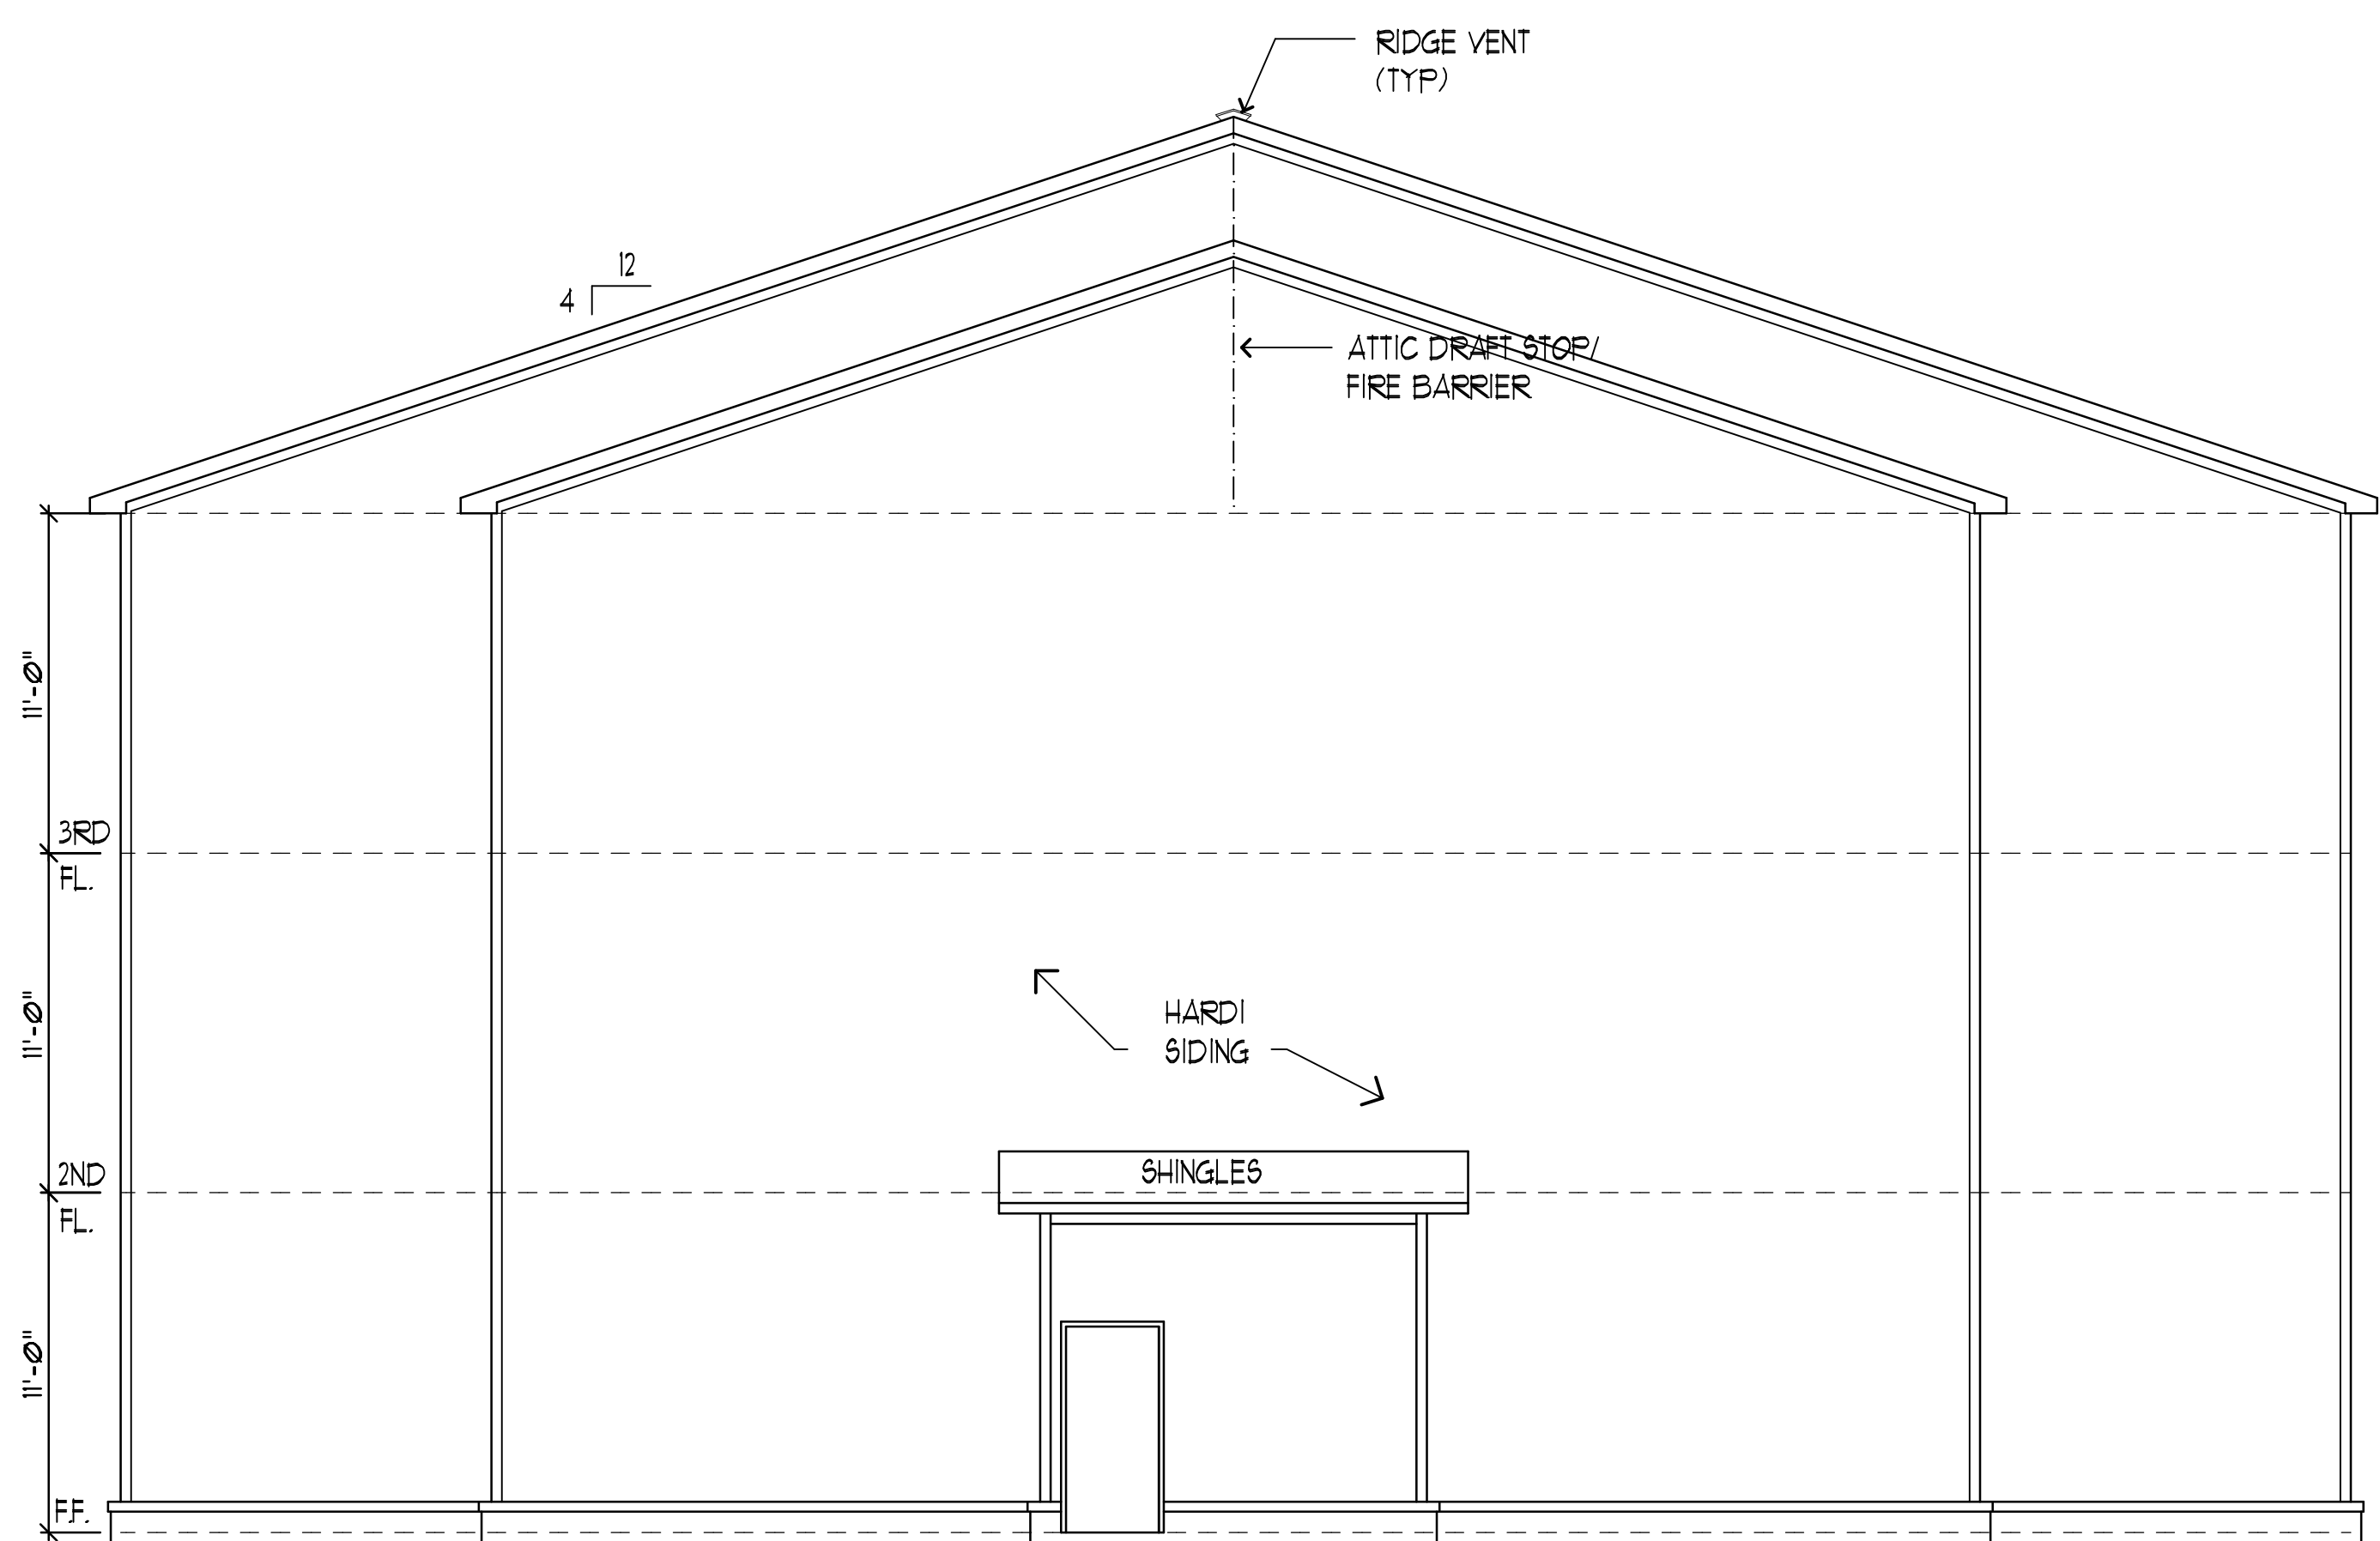 RIDGE VENT
(TYP)
12
4
ATTIC DRAFT STOP/
FIRE BARRIER
11'-0"
3RD
FL.
11'-0"
HARDI
SIDING
SHINGLES
2ND
FL.
11'-0"
F.F.